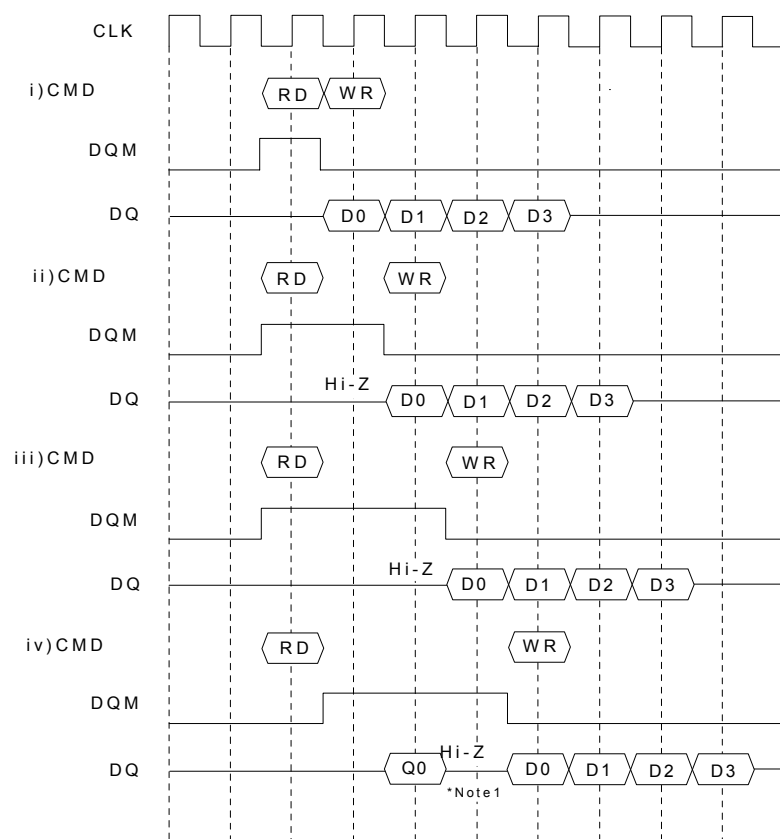 CLK
i)CMD RD WR
DQM
DQ D0 D1 D2 D3
ii)CMD RD WR
DQM
Hi-Z
DQ D0 D1 D2 D3
iii)CMD RD WR
DQM
Hi-Z
DQ D0 D1 D2 D3
iv)CMD RD WR
DQM
Hi-Z
DQ Q0 D0 D1 D2 D3
*Note1